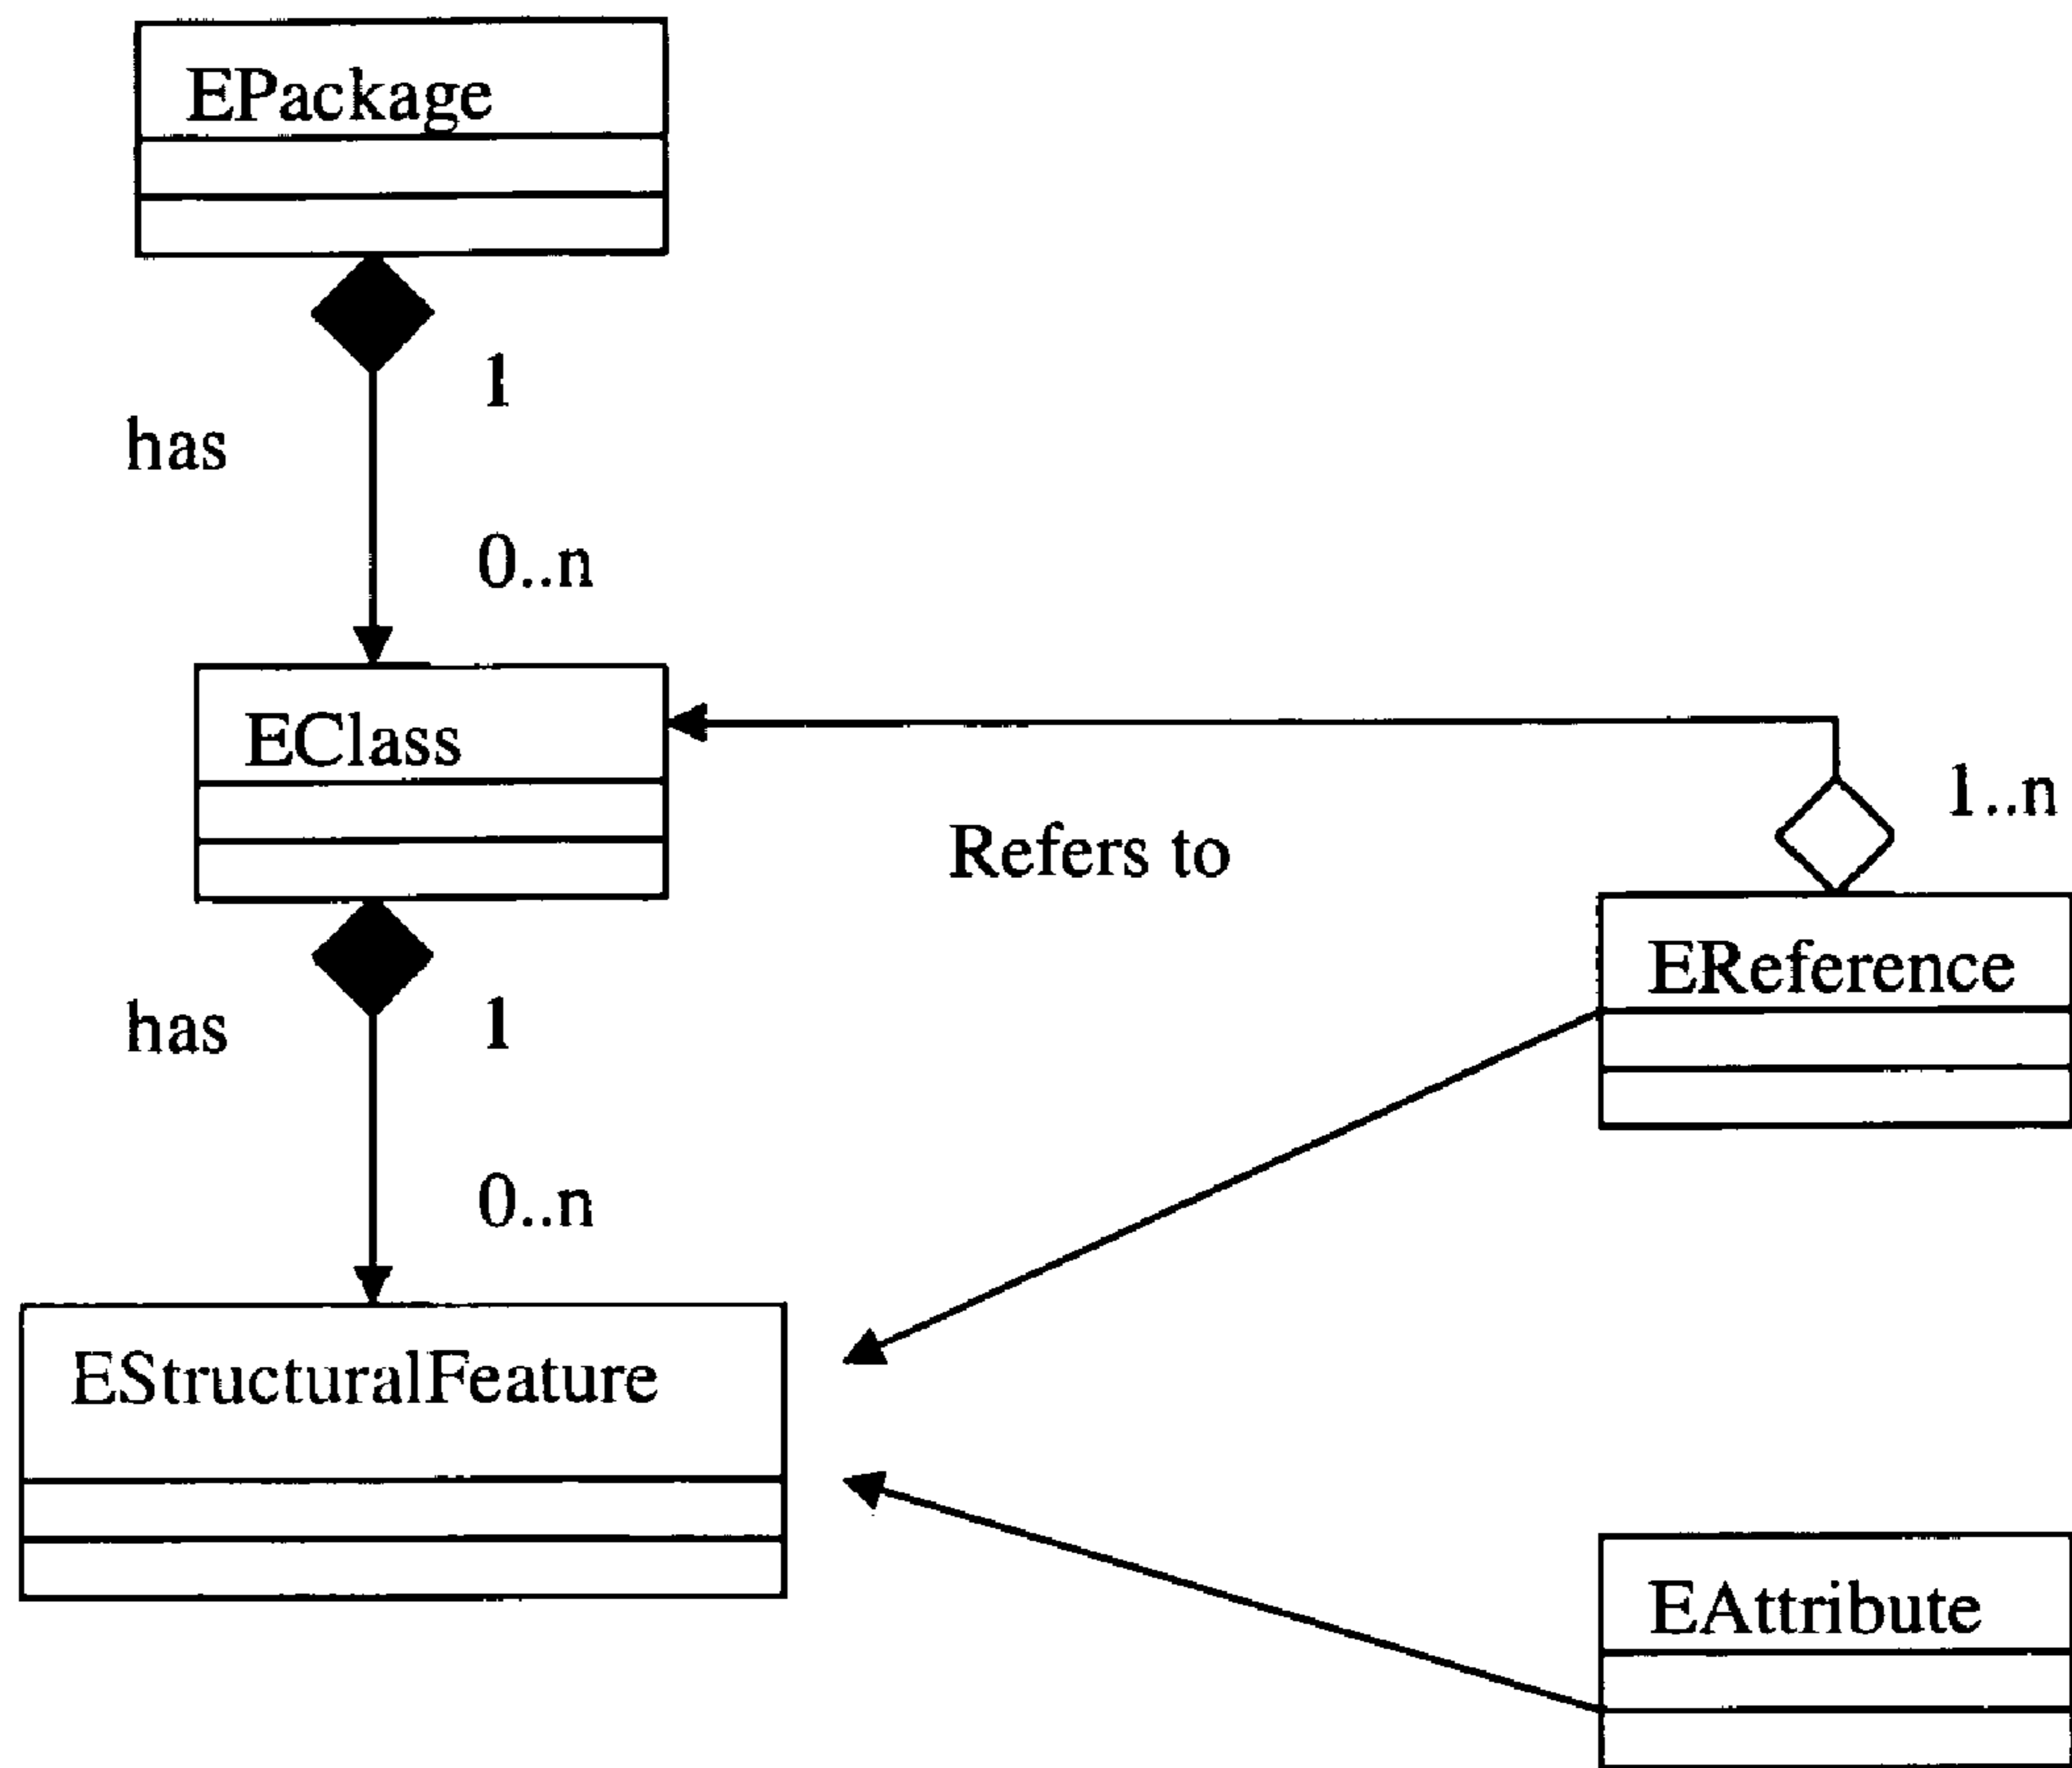 EPackage
1
has
0..n
EClass
1..n
Refers to
EReference
1
has
0..n
EStructuralFeature
EAttribute